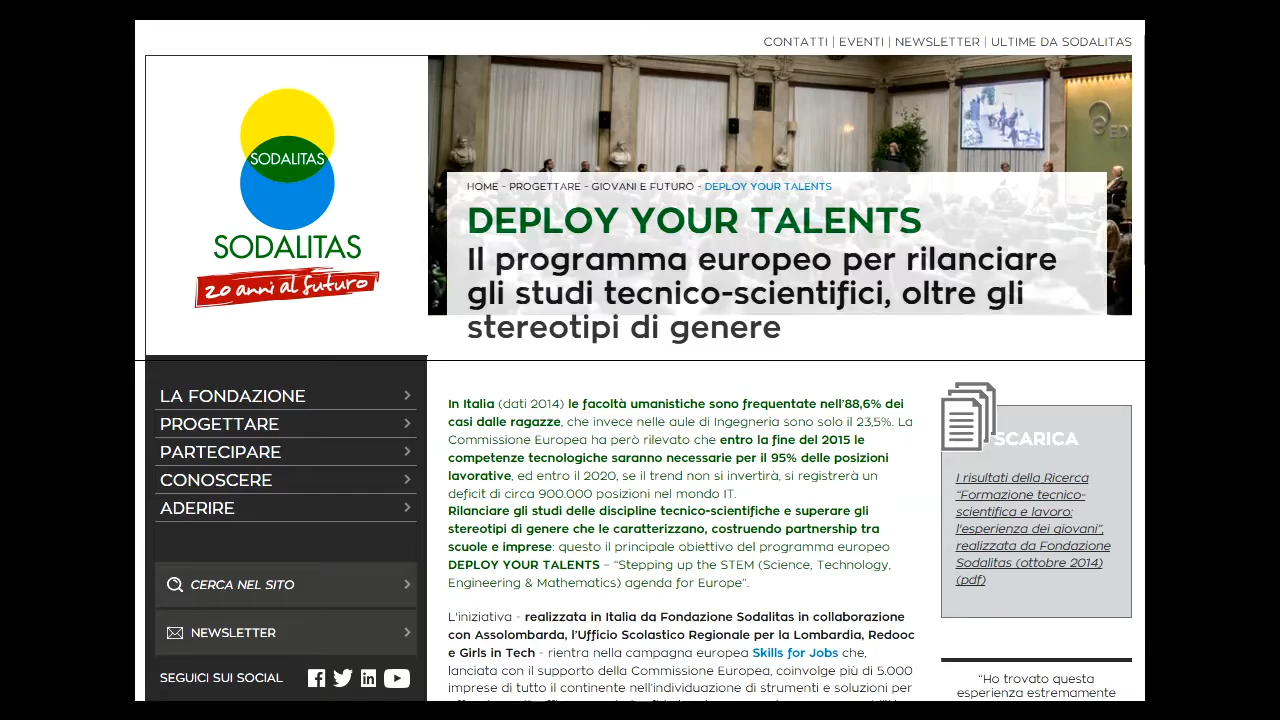 CONTATTI | EVENTI | NEWSLETTER | ULTIME DA SODALITAS
SODALITAS
SODALITAS
20 anni al futuro
HOME - PROGETTARE - GIOVANI E FUTURO - DEPLOY YOUR TALENTS
DEPLOY YOUR TALENTS
Il programma europeo per rilanciare
gli studi tecnico-scientifici, oltre gli
stereotipi di genere
LA FONDAZIONE
PROGETTARE
PARTECIPARE
CONOSCERE
ADERIRE
CERCA NEL SITO
NEWSLETTER
SEGUICI SUI SOCIAL
In Italia (dati 2014) le facoltà umanistiche sono frequentate nell'88,6% dei
casi dalle ragazze, che invece nelle aule di Ingegneria sono solo il 23,5%. La
Commissione Europea ha però rilevato che entro la fine del 2015 le
competenze tecnologiche saranno necessarie per il 95% delle posizioni
lavorative, ed entro il 2020, se il trend non si invertirà, si registrerà un
deficit di circa 900.000 posizioni nel mondo IT.
Rilanciare gli studi delle discipline tecnico-scientifiche e superare gli
stereotipi di genere che le caratterizzano, costruendo partnership tra
scuole e imprese: questo il principale obiettivo del programma europeo
DEPLOY YOUR TALENTS – “Stepping up the STEM (Science, Technology,
Engineering & Mathematics) agenda for Europe”.
L'iniziativa - realizzata in Italia da Fondazione Sodalitas in collaborazione
con Assolombarda, l’Ufficio Scolastico Regionale per la Lombardia, Redooc
e Girls in Tech - rientra nella campagna europea Skills for Jobs che,
lanciata con il supporto della Commissione Europea, coinvolge più di 5.000
imprese di tutto il continente nell'individuazione di strumenti e soluzioni per
SCARICA
I risultati della Ricerca
“Formazione tecnico-
scientifica e lavoro:
l'esperienza dei giovani”,
realizzata da Fondazione
Sodalitas (ottobre 2014)
(pdf)
“Ho trovato questa
esperienza estremamente